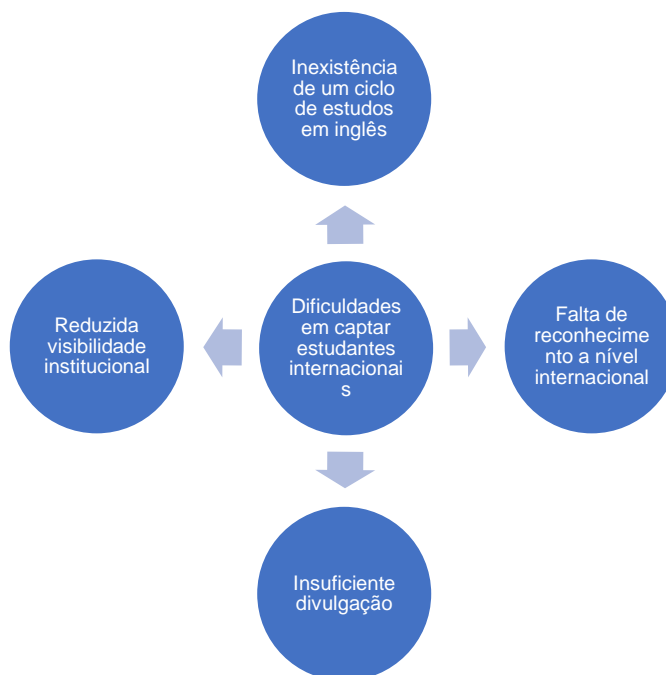 Inexistência
de um ciclo
de estudos
em inglês
Reduzida
visibilidade
institucional
Dificuldades
em captar
estudantes
internacionai
s
Falta de
reconhecime
nto a nível
internacional
Insuficiente
divulgação